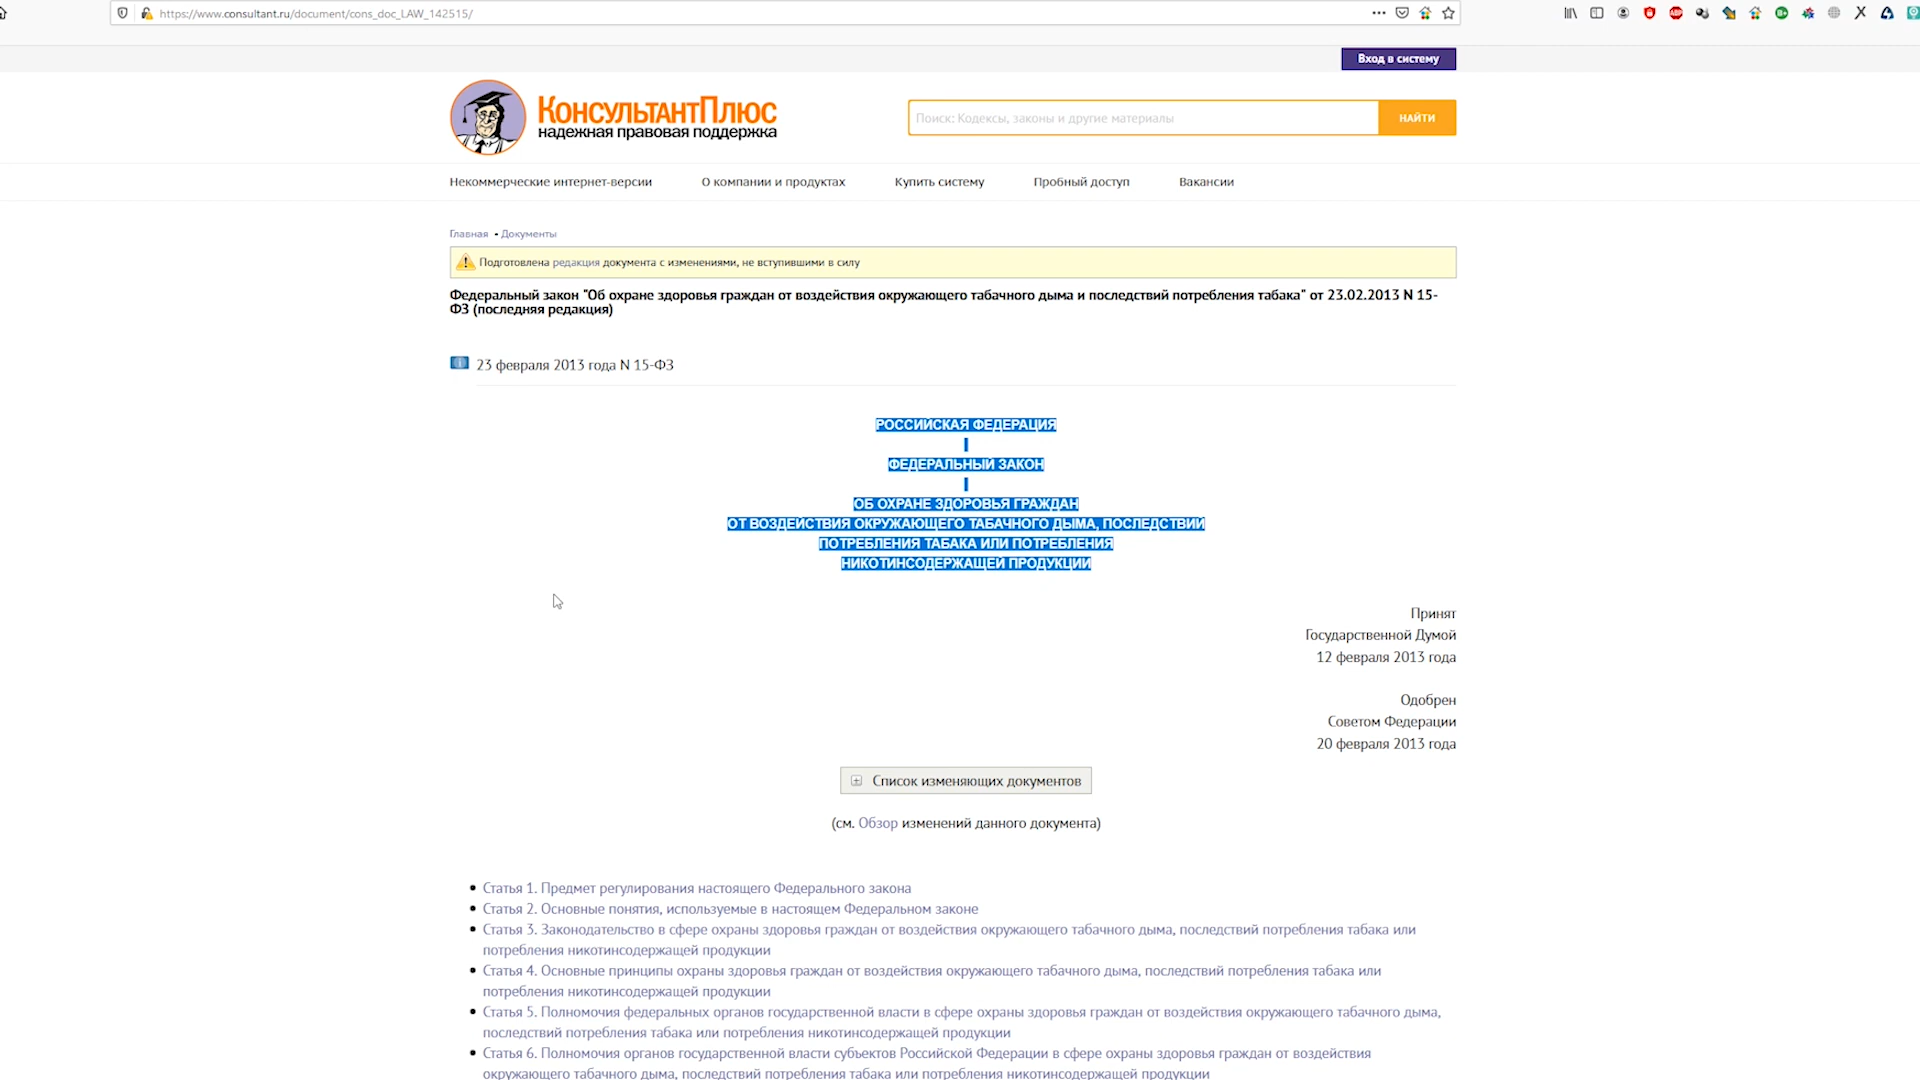 https://www.consultant.ru/document/cons_doc_LAW_142515/
Вход в систему
КонсультантПлюс
надежная правовая поддержка
Поиск: Кодексы, законы и другие материалы
НАЙТИ
Некоммерческие интернет-версии
О компании и продуктах
Купить систему
Пробный доступ
Вакансии
Главная • Документы
Подготовлена редакция документа с изменениями, не вступившими в силу
Федеральный закон "Об охране здоровья граждан от воздействия окружающего табачного дыма и последствий потребления табака" от 23.02.2013 N 15-
ФЗ (последняя редакция)
23 февраля 2013 года N 15-ФЗ
РОССИЙСКАЯ ФЕДЕРАЦИЯ
ФЕДЕРАЛЬНЫЙ ЗАКОН
ОБ ОХРАНЕ ЗДОРОВЬЯ ГРАЖДАН
ОТ ВОЗДЕЙСТВИЯ ОКРУЖАЮЩЕГО ТАБАЧНОГО ДЫМА, ПОСЛЕДСТВИЙ
ПОТРЕБЛЕНИЯ ТАБАКА ИЛИ ПОТРЕБЛЕНИЯ
НИКОТИНСОДЕРЖАЩЕЙ ПРОДУКЦИИ
Принят
Государственной Думой
12 февраля 2013 года
Одобрен
Советом Федерации
20 февраля 2013 года
Список изменяющих документов
(см. Обзор изменений данного документа)
• Статья 1. Предмет регулирования настоящего Федерального закона
• Статья 2. Основные понятия, используемые в настоящем Федеральном законе
• Статья 3. Законодательство в сфере охраны здоровья граждан от воздействия окружающего табачного дыма, последствий потребления табака или
потребления никотинсодержащей продукции
• Статья 4. Основные принципы охраны здоровья граждан от воздействия окружающего табачного дыма, последствий потребления табака или
потребления никотинсодержащей продукции
• Статья 5. Полномочия федеральных органов государственной власти в сфере охраны здоровья граждан от воздействия окружающего табачного дыма,
последствий потребления табака или потребления никотинсодержащей продукции
• Статья 6. Полномочия органов государственной власти субъектов Российской Федерации в сфере охраны здоровья граждан от воздействия
окружающего табачного дыма, последствий потребления табака или потребления никотинсодержащей продукции